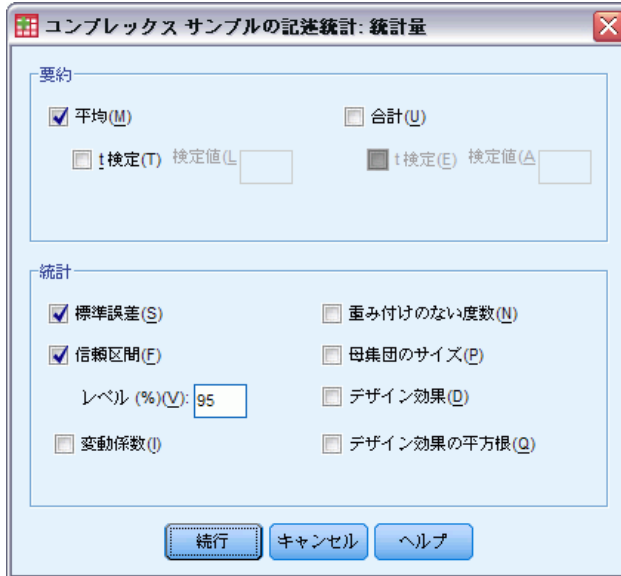 コンプレックス サンプルの記述統計: 統計量
要約
平均(M)
合計(U)
t検定(T) 検定値(L
t検定(E) 検定値(A
統計
標準誤差(S)
重み付けのない度数(N)
信頼区間(F)
母集団のサイズ(P)
レベル (%)(V): 95
デザイン効果(D)
変動係数(I)
デザイン効果の平方根(Q)
続行 キャンセル ヘルプ